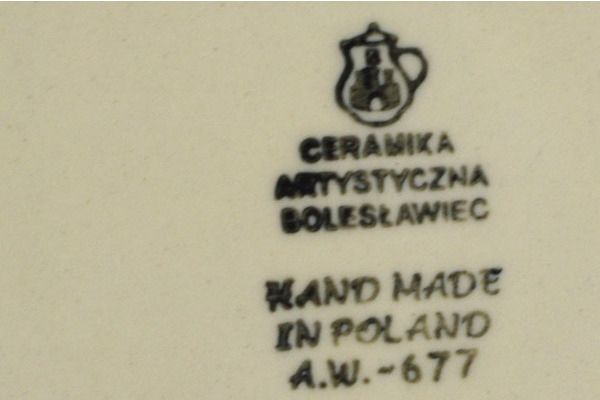 CERAMIKA
ARTYSTYCZNA
BOLESŁAWIEC
HAND MADE
IN POLAND
A.W.-677